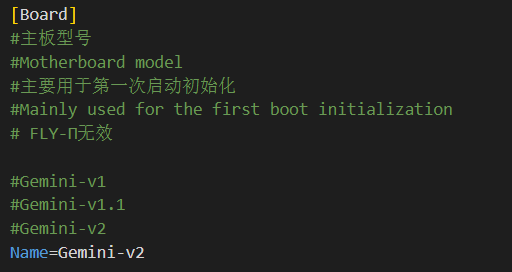 [Board]
#主板型号
#Motherboard model
#主要用于第一次启动初始化
#Mainly used for the first boot initialization
# FLY-Π无效
#Gemini-v1
#Gemini-v1.1
#Gemini-v2
Name=Gemini-v2